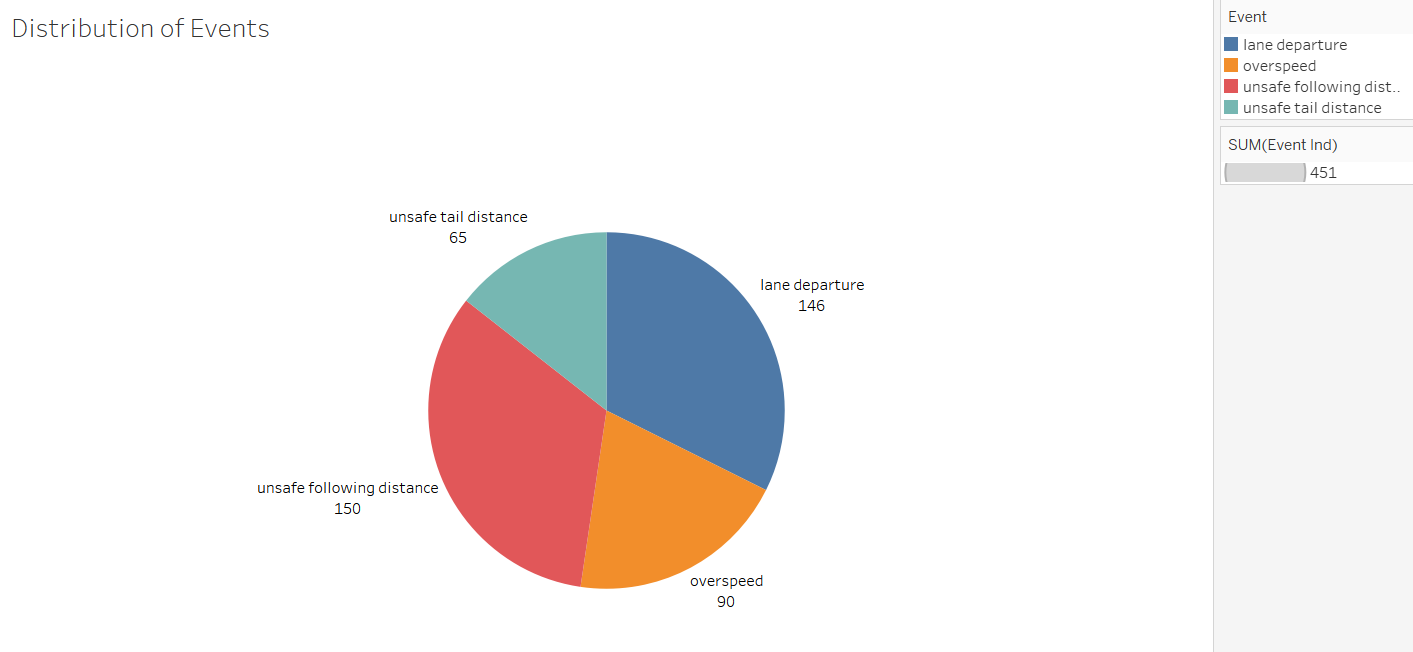 Distribution of Events
unsafe tail distance
65
lane departure
146
unsafe following distance
150
overspeed
90
Event
lane departure
overspeed
unsafe following dist..
unsafe tail distance
SUM(Event Ind)
451